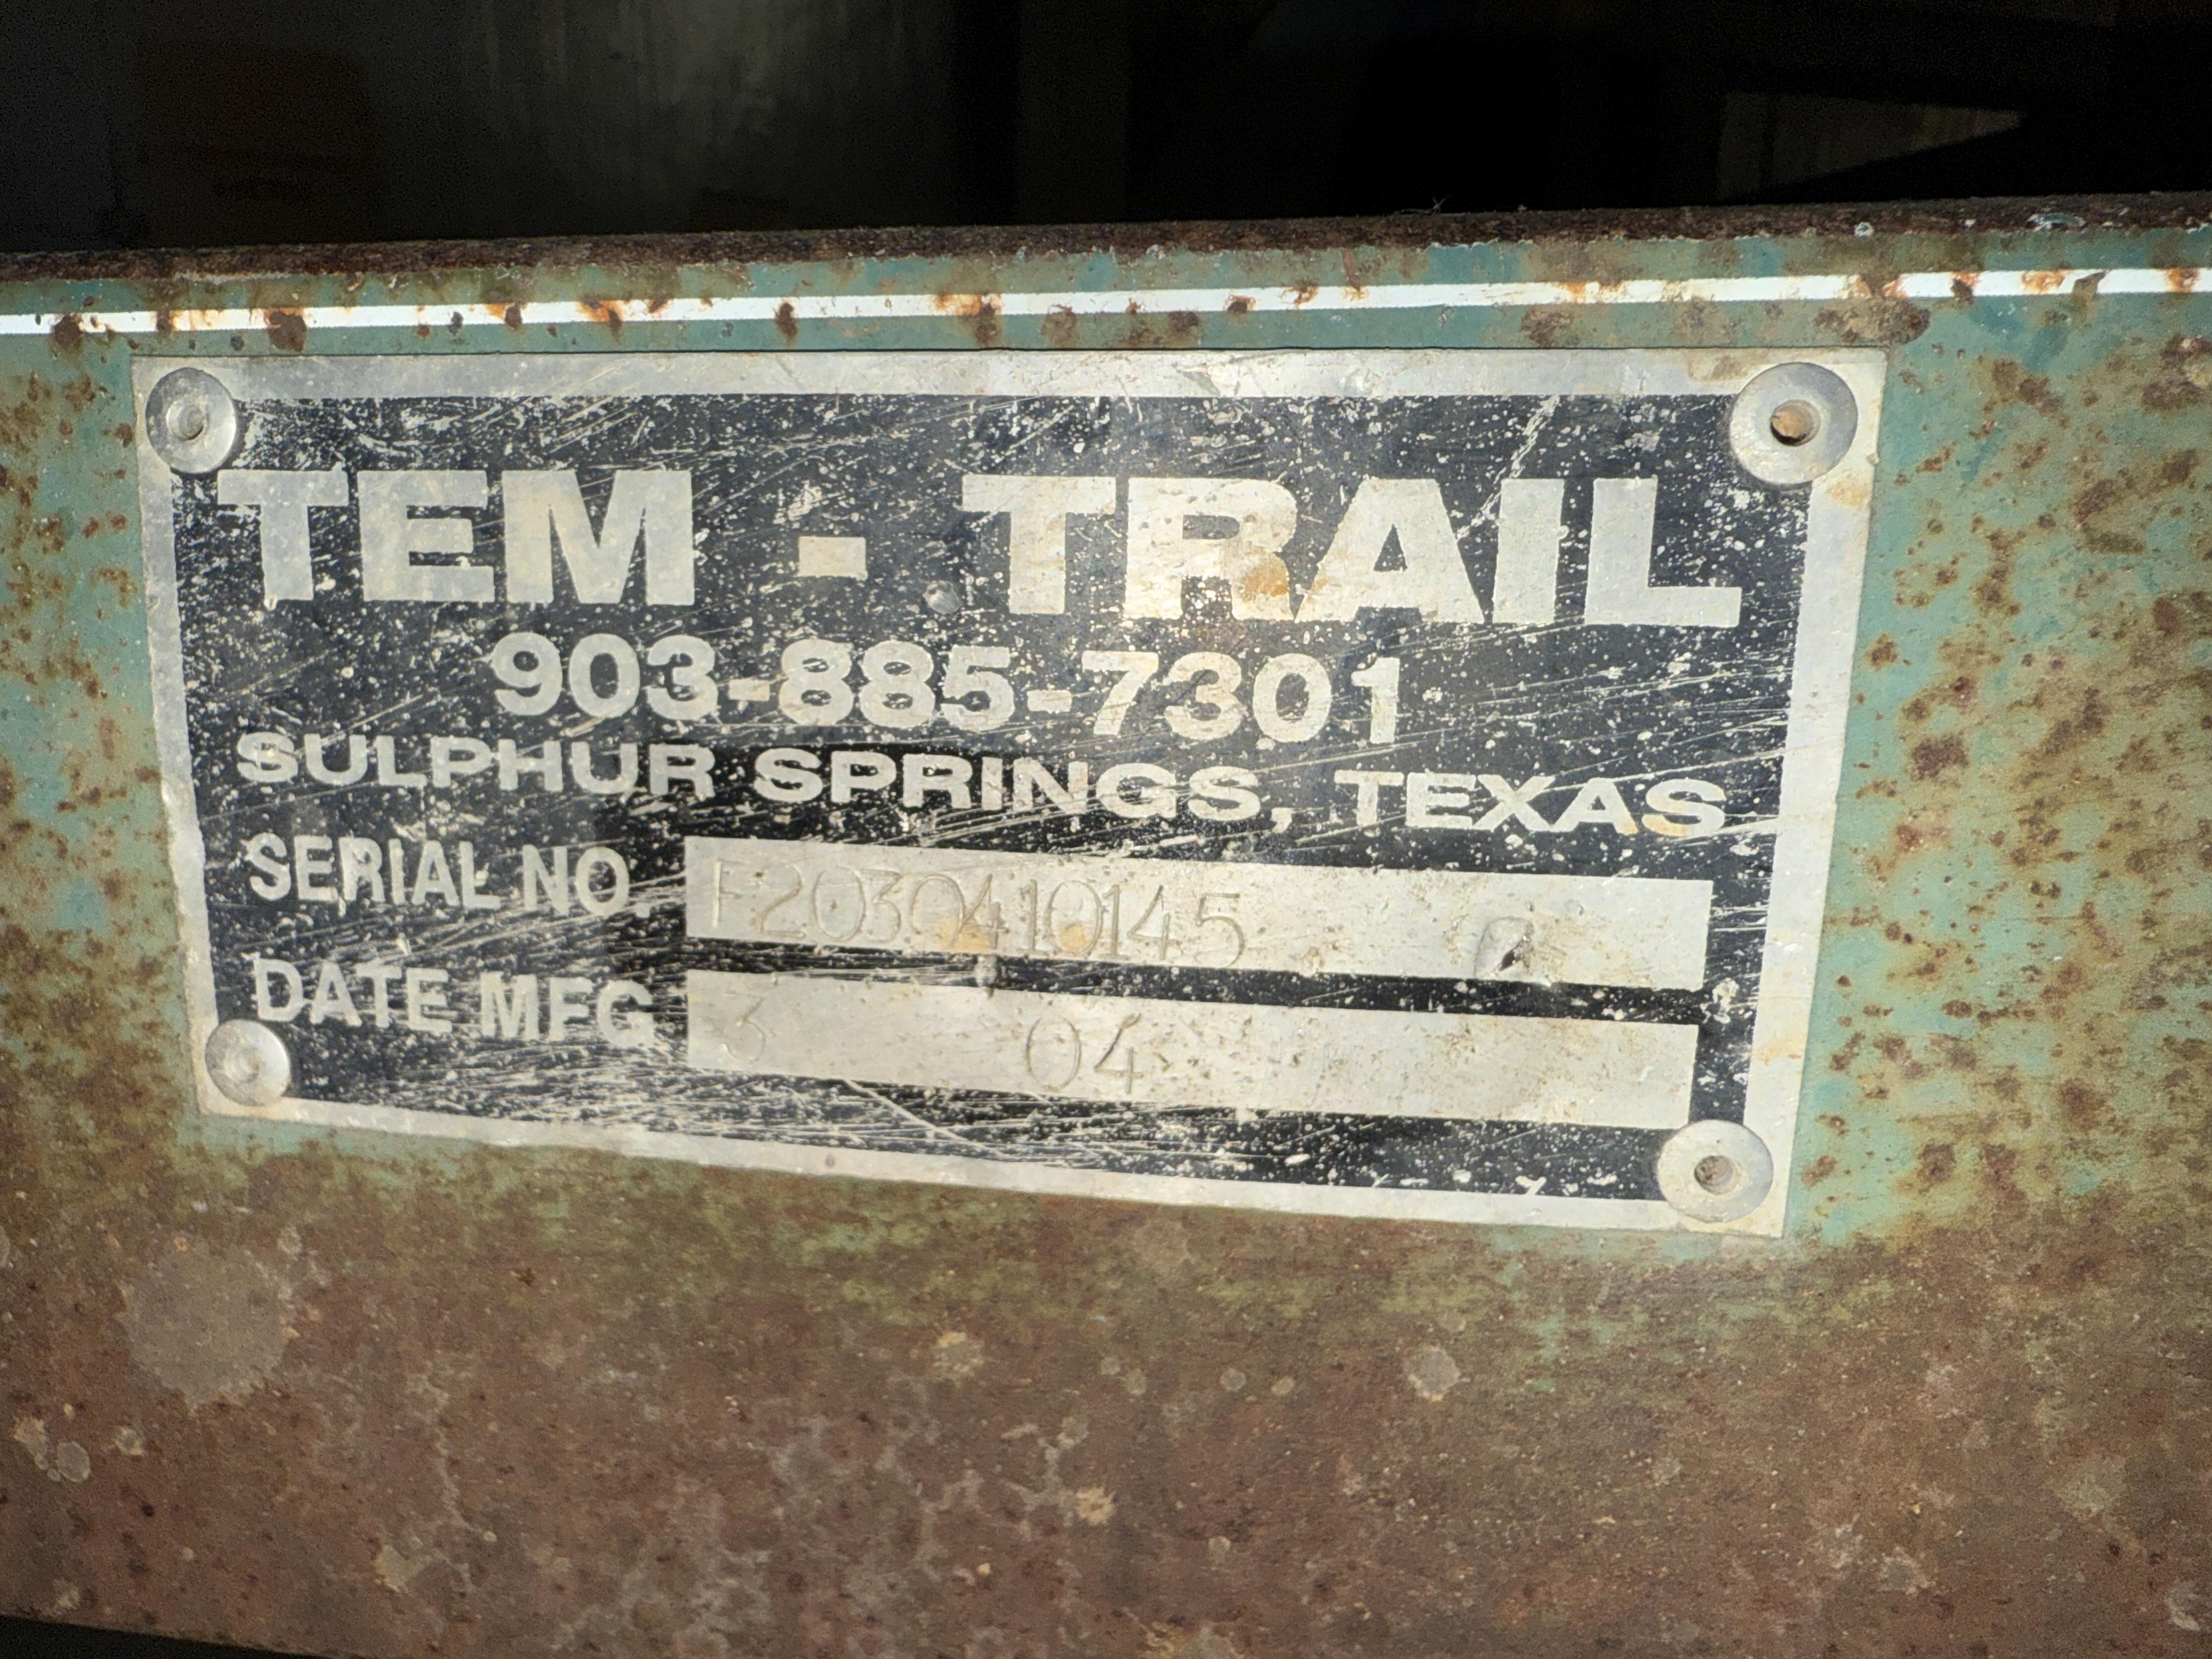 TEM - TRAIL
903-885-7301
SULPHUR SPRINGS, TEXAS
SERIAL NO. F2030410145
DATE MFG 3 04